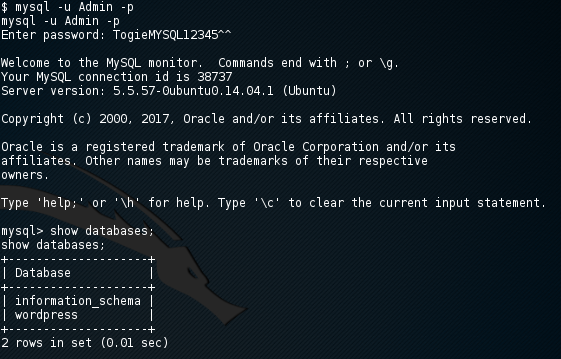 $ mysql -u Admin -p
mysql -u Admin -p
Enter password: TogieMYSQL12345^^

Welcome to the MySQL monitor.  Commands end with ; or \g.
Your MySQL connection id is 38737
Server version: 5.5.57-0ubuntu0.14.04.1 (Ubuntu)

Copyright (c) 2000, 2017, Oracle and/or its affiliates. All rights reserved.

Oracle is a registered trademark of Oracle Corporation and/or its
affiliates. Other names may be trademarks of their respective
owners.

Type 'help;' or '\h' for help. Type '\c' to clear the current input statement.

mysql> show databases;
show databases;
+--------------------+
| Database           |
+--------------------+
| information_schema |
| wordpress          |
+--------------------+
2 rows in set (0.01 sec)